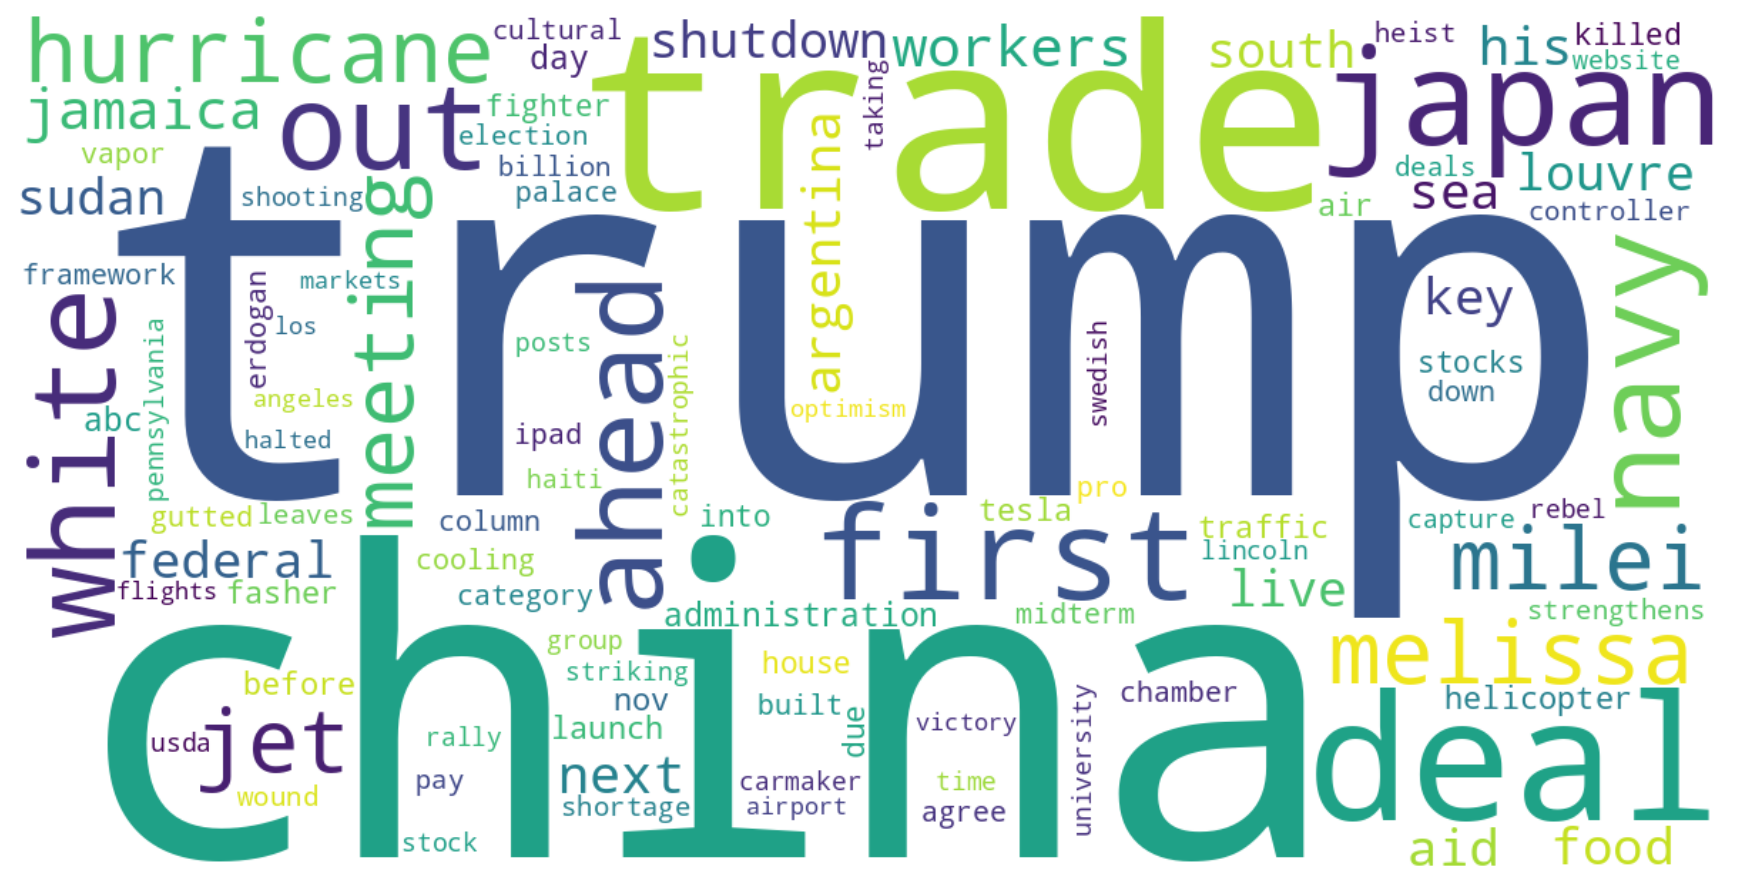 hurricane
cultural
day
shutdown
workers
south
heist
his
killed
website
jamaica
out
fighter
trade
taking
japan
vapor
election
billion
palace
argentina
deals
louvre
sudan
shooting
air
sea
controller
trump
framework
markets
meeting
ahead
key
navy
white
erdogan
los
posts
catastrophic
swedish
stocks
down
pennsylvania
abc
angeles
optimism
halted
ipad
haiti
pro
gutted
leaves
column
into
first
tesla
traffic
capture
rebel
federal
cooling
lincoln
milei
flights
fasher
category
administration
midterm
live
strengthens
china
group
striking
house
melissa
before
nov
built
chamber
helicopter
usda
jet
rally
launch
due
victory
university
deal
wound
pay
next
shortage
carmaker
airport
time
agree
stock
aid
food